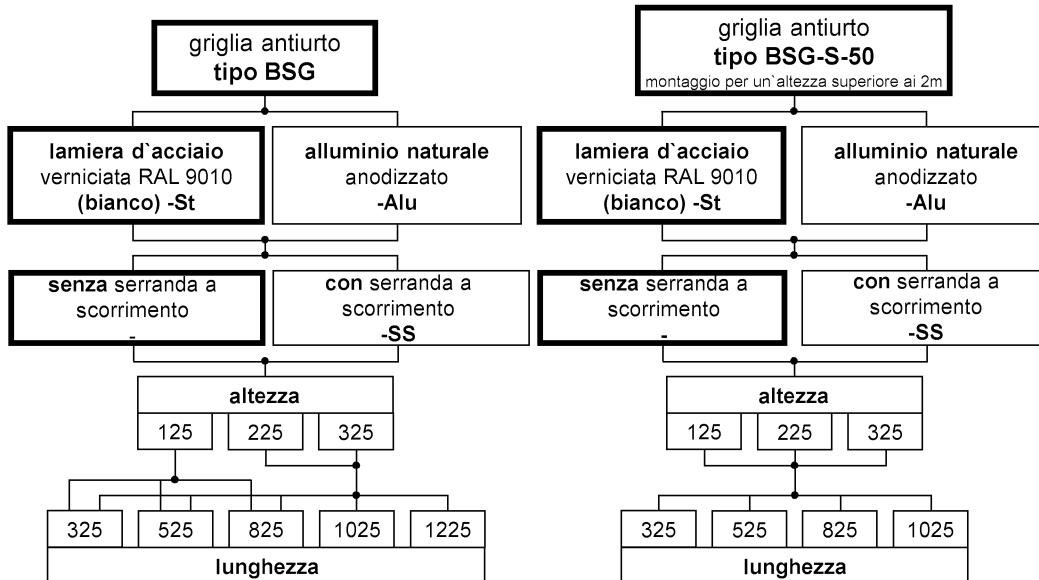 griglia antiurto
tipo BSG
lamiera d`acciaio
verniciata RAL 9010
(bianco) -St
alluminio naturale
anodizzato
-Alu
senza serranda a
scorrimento
-
con serranda a
scorrimento
-SS
altezza
125
225
325
325
525
825
1025
1225
lunghezza
griglia antiurto
tipo BSG-S-50
montaggio per un`altezza superiore ai 2m
lamiera d`acciaio
verniciata RAL 9010
(bianco) -St
alluminio naturale
anodizzato
-Alu
senza serranda a
scorrimento
-
con serranda a
scorrimento
-SS
altezza
125
225
325
325
525
825
1025
lunghezza